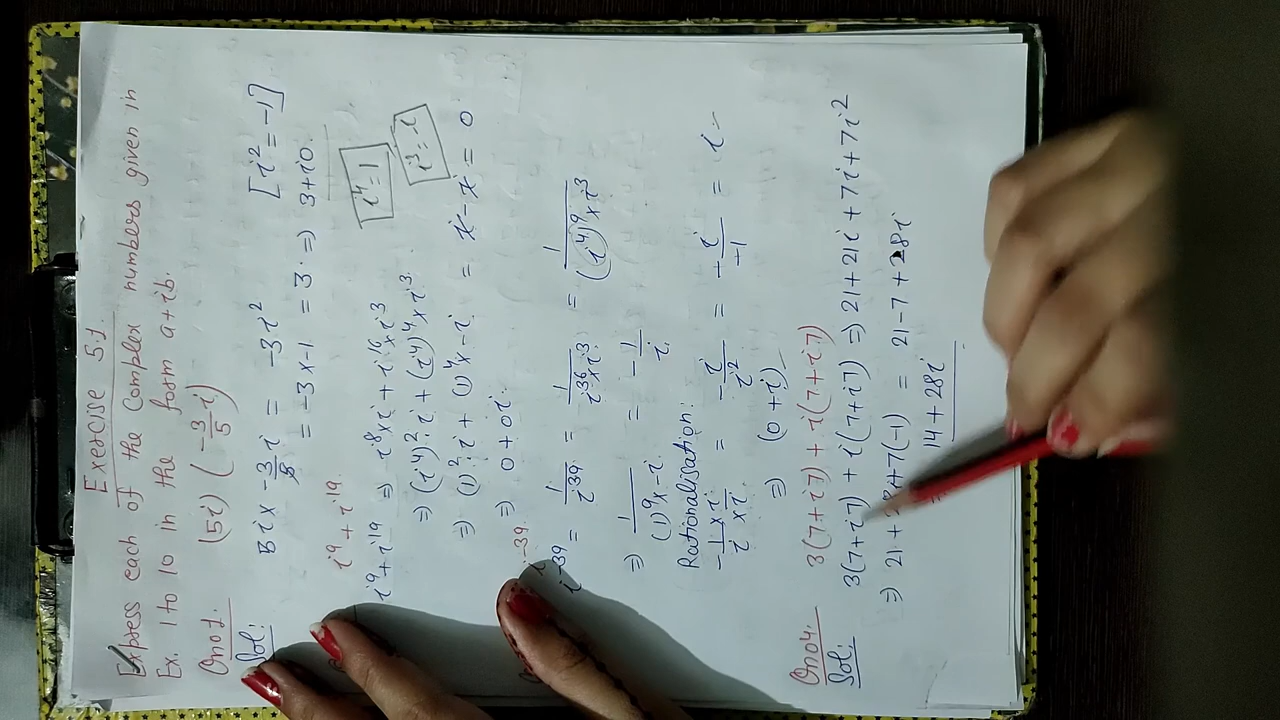 Exercise 5.1
Express each of the Complex numbers given in
Ex. 1 to 10 in the form a+ib.
Qno1. (5i) (-3/5 i)
Sol: 5i x -3/5 i = -3i² [i² = -1]
= -3 x -1 = 3 => 3+i0.
i⁹ + i¹⁹
i⁹ + i¹⁹ => i⁸ x i + i¹⁶ x i³ i⁴=1
=> (i⁴)² i + (i⁴)⁴ x i³. i³=-i
=> (1)² i + (1)⁴ x -i = i - i = 0
=> 0 + 0i.
i⁻³⁹
39 = 1/i³⁹ = 1/i³⁶ x i³ = 1/(i⁴)⁹ x i³
=> 1/(1)⁹ x -i = -1/i
Rationalisation:
-1/i x i/i = -i/i² = -i/-1 = i
=> (0+i)
Qno4. 3(7+i7) + i(7+i7)
Sol: 3(7+i7) + i(7+i7) => 21+21i+7i+7i²
=> 21 + +7(-1) = 21-7+28i
14+28i